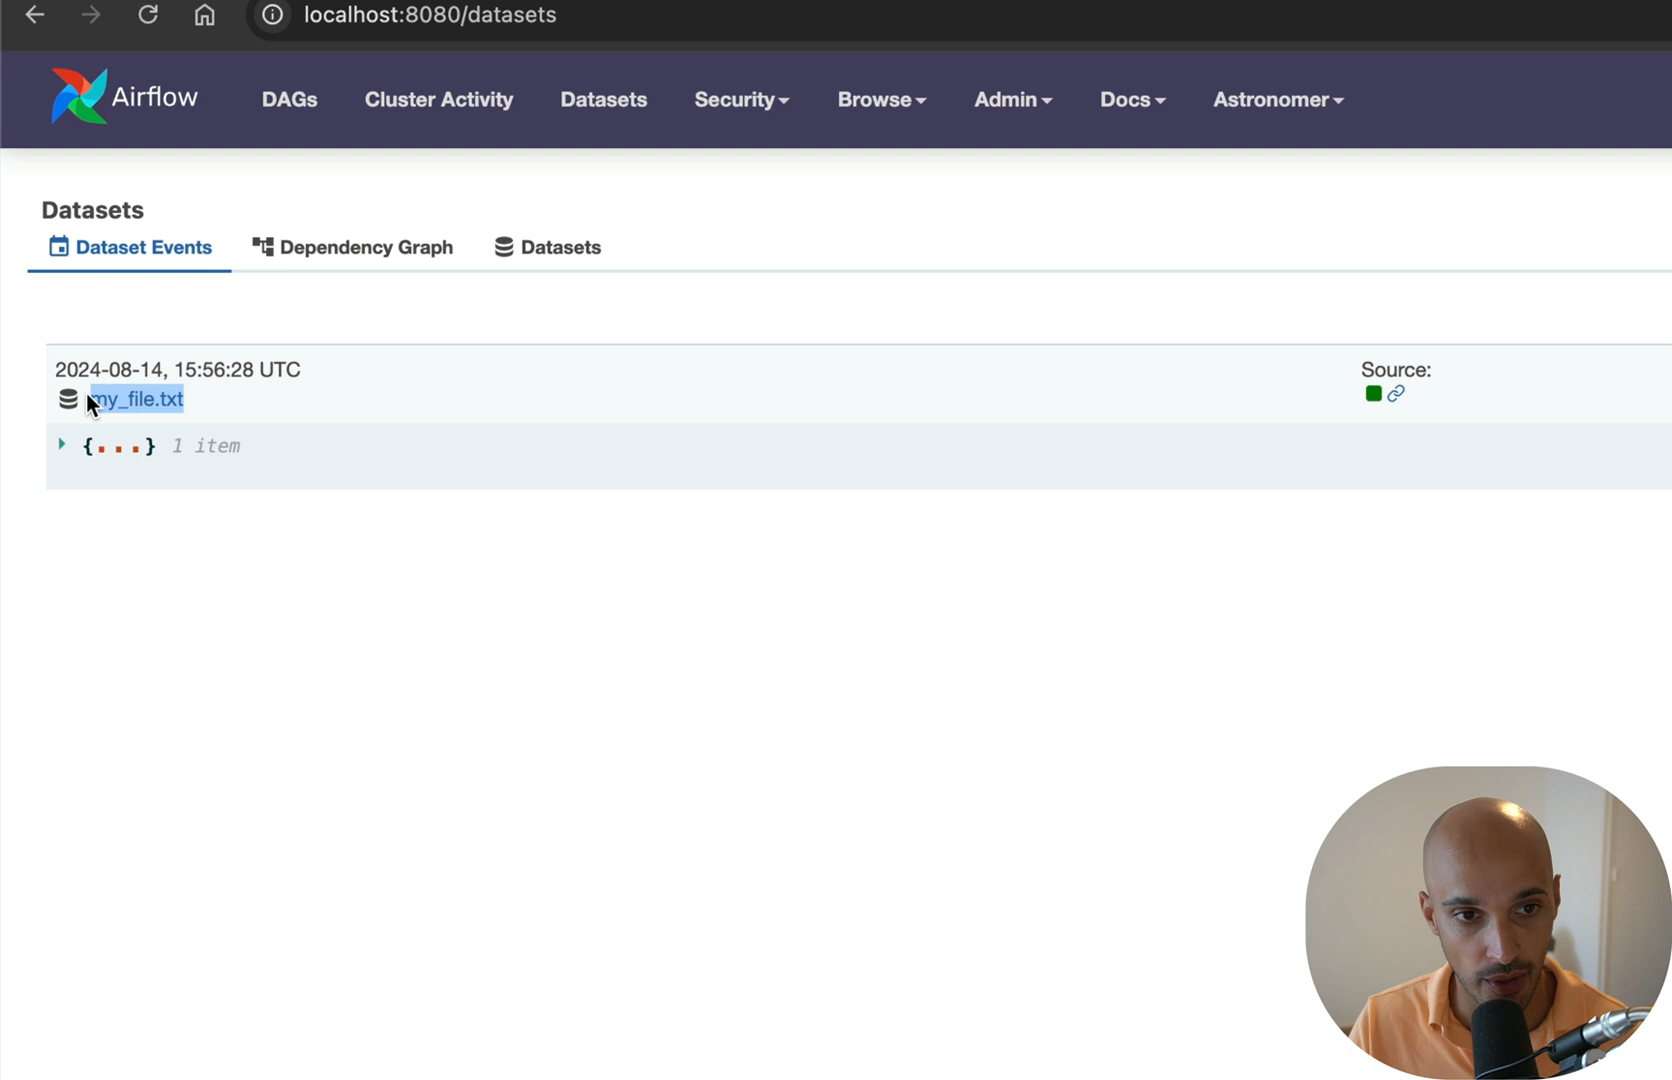 localhost:8080/datasets
Airflow DAGs Cluster Activity Datasets Security Browse Admin Docs Astronomer
Datasets
Dataset Events Dependency Graph Datasets
2024-08-14, 15:56:28 UTC Source:
my_file.txt
{...} 1 item